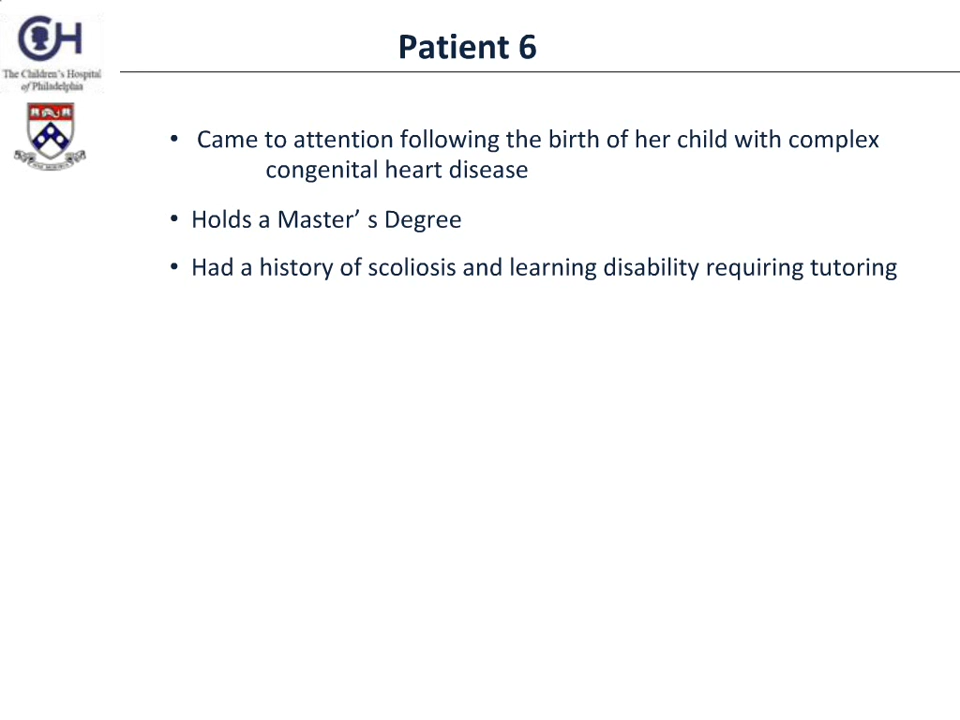 The Children's Hospital
of Philadelphia
Patient 6
• Came to attention following the birth of her child with complex
congenital heart disease
• Holds a Master’ s Degree
• Had a history of scoliosis and learning disability requiring tutoring